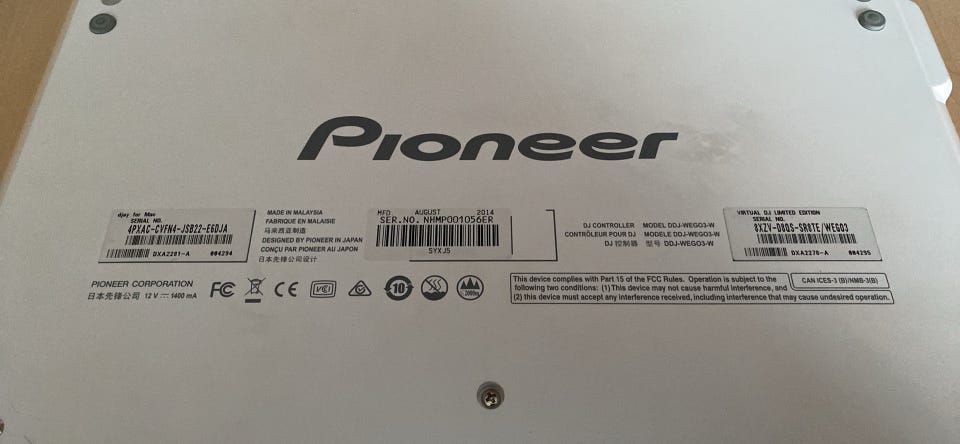 Pioneer
djay for Mac
SERIAL NO.
4PXAC-CVFN4-JSB22-E6DJA
DXA2281-A 004294
MADE IN MALAYSIA
FABRIQUE EN MALAISIE
马来西亚制造
DESIGNED BY PIONEER IN JAPAN
CONÇU PAR PIONEER AU JAPON
日本先锋公司设计
MFD AUGUST 2014
SER.NO. NHMP001056ER
SYXJ5
DJ CONTROLLER MODEL DDJ-WEGO3-W
CONTRÔLEUR POUR DJ MODELE DDJ-WEGO3-W
DJ 控制器 型号 DDJ-WEGO3-W
VIRTUAL DJ LIMITED EDITION
SERIAL NO.
8XZV-D8QS-SR8TE/WEGO3
DXA2276-A 004295
PIONEER CORPORATION
日本先锋公司 12 V ⎓ 1400 mA
FC CE VCI 10 2000m
This device complies with Part 15 of the FCC Rules. Operation is subject to the
following two conditions: (1) This device may not cause harmful interference, and
(2) this device must accept any interference received, including interference that may cause undesired operation.
CAN ICES-3 (B)/NMB-3(B)